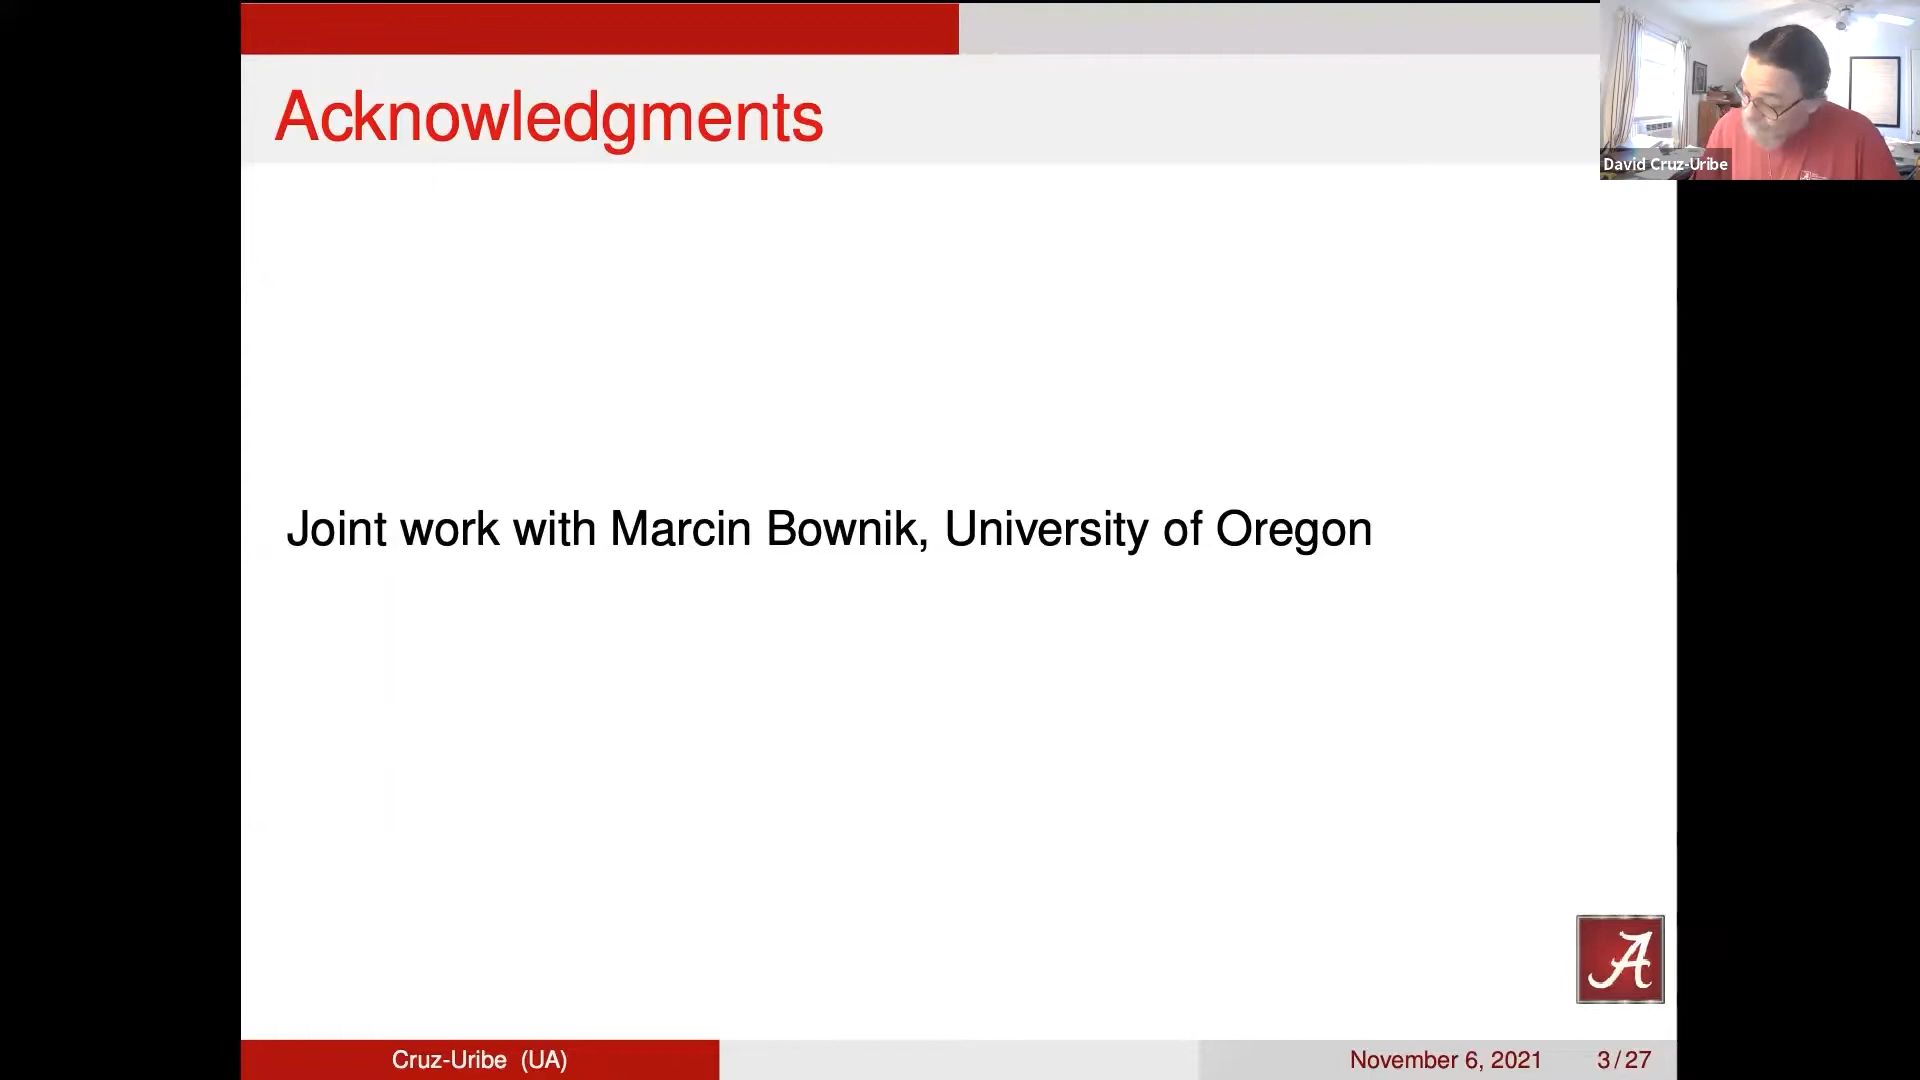 Acknowledgments
David Cruz-Uribe
Joint work with Marcin Bownik, University of Oregon
A
Cruz-Uribe (UA)
November 6, 2021 3 / 27